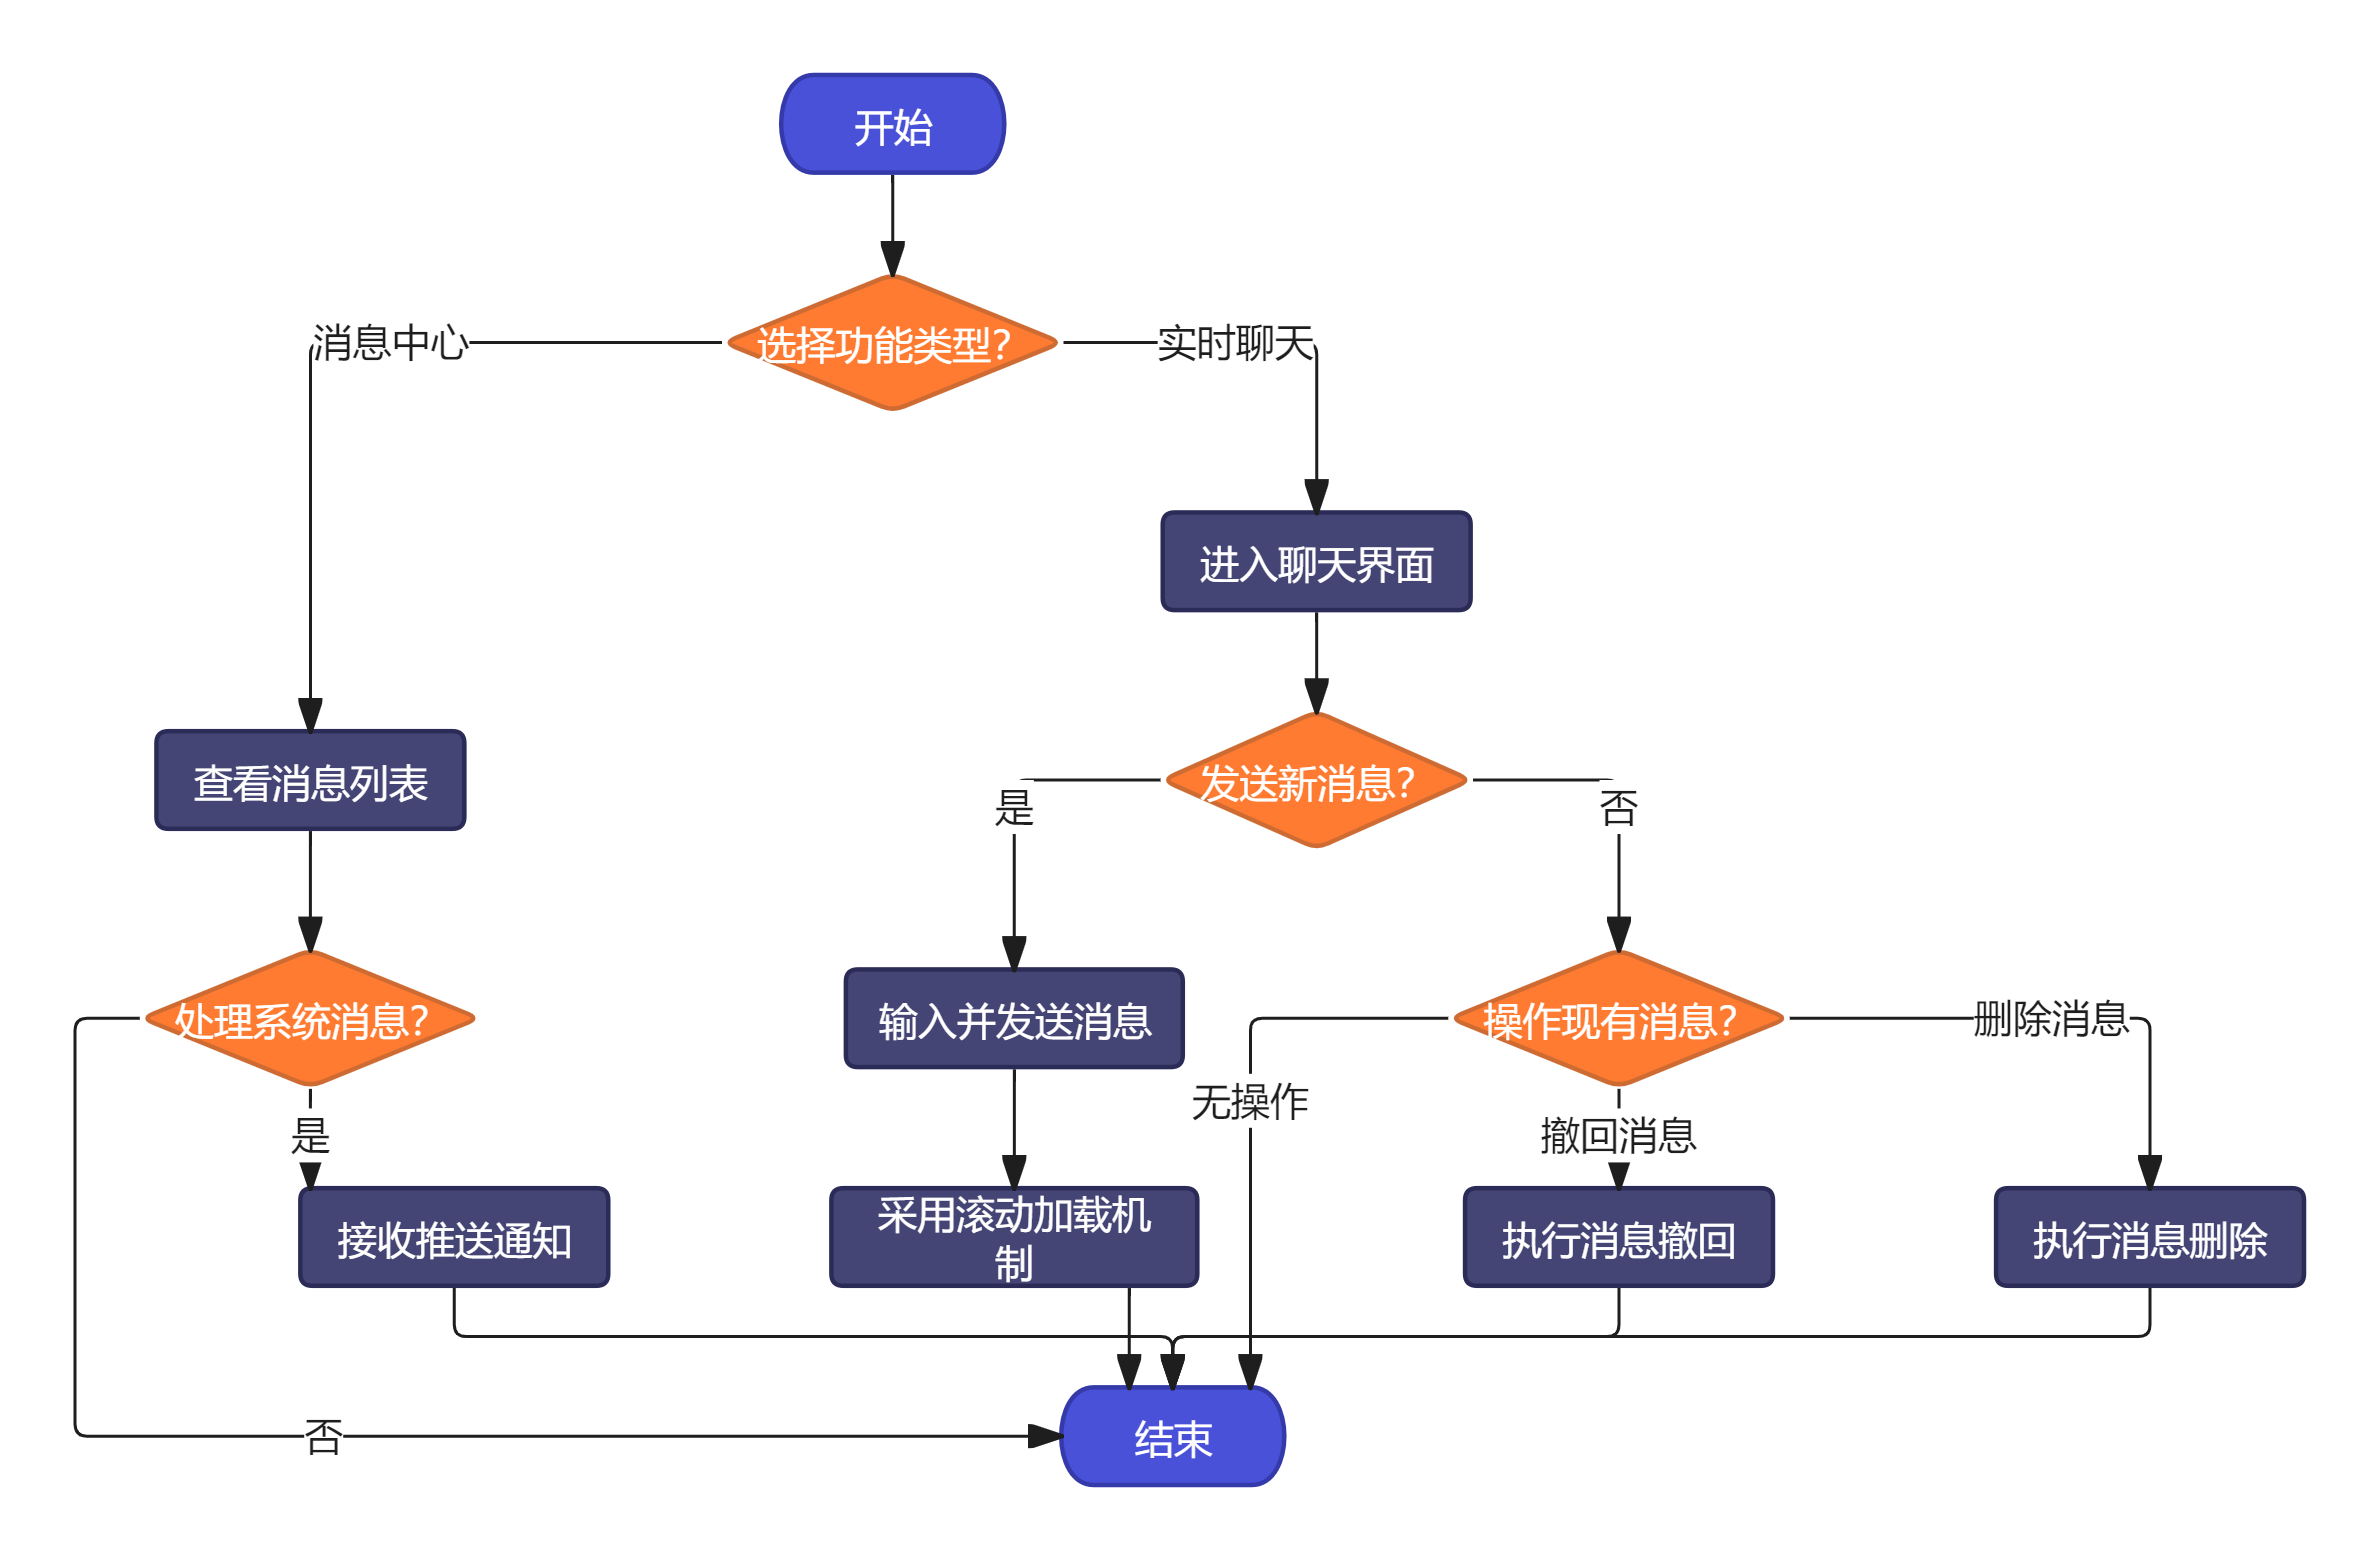 开始
选择功能类型？
消息中心
实时聊天
进入聊天界面
查看消息列表
发送新消息？
是
否
处理系统消息？
输入并发送消息
操作现有消息？
删除消息
无操作
是
撤回消息
接收推送通知
采用滚动加载机
制
执行消息撤回
执行消息删除
否
结束